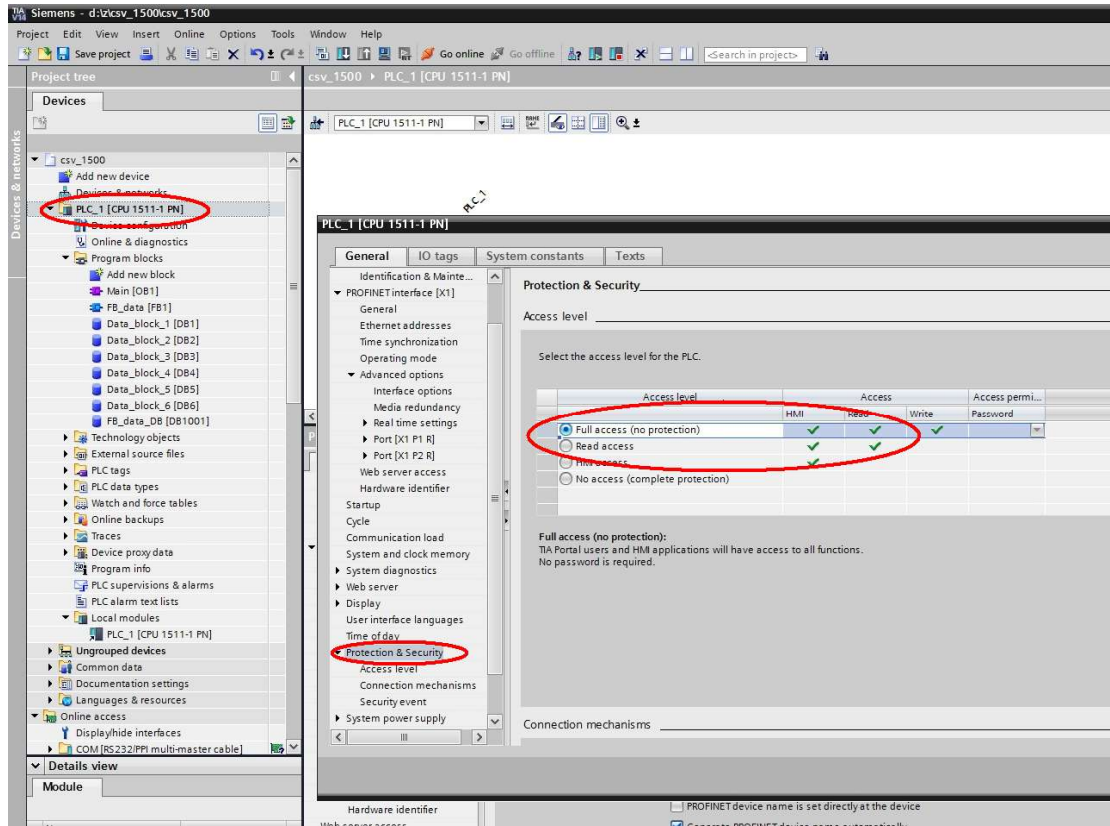 Siemens - d:\z\csv_1500\csv_1500
Project Edit View Insert Online Options Tools Window Help
Save project Go online Go offline <Search in project>
Project tree
csv_1500 PLC_1 [CPU 1511-1 PN]
Devices
Devices & networks
PLC_1 [CPU 1511-1 PN]
csv_1500
Add new device
Devices & networks
PLC_1 [CPU 1511-1 PN]
Device configuration
Online & diagnostics
Program blocks
Add new block
Main [OB1]
FB_data [FB1]
Data_block_1 [DB1]
Data_block_2 [DB2]
Data_block_3 [DB3]
Data_block_4 [DB4]
Data_block_5 [DB5]
Data_block_6 [DB6]
FB_data_DB [DB1001]
Technology objects
External source files
PLC tags
PLC data types
Watch and force tables
Online backups
Traces
Device proxy data
Program info
PLC supervisions & alarms
PLC alarm text lists
Local modules
PLC_1 [CPU 1511-1 PN]
Ungrouped devices
Common data
Documentation settings
Languages & resources
Online access
Display/hide interfaces
COM [RS232/PPI multi-master cable]
Details view
Module
PLC_1
PLC_1 [CPU 1511-1 PN]
General IO tags System constants Texts
Identification & Mainte...
PROFINET interface [X1]
General
Ethernet addresses
Time synchronization
Operating mode
Advanced options
Interface options
Media redundancy
Real time settings
Port [X1 P1 R]
Port [X1 P2 R]
Web server access
Hardware identifier
Startup
Cycle
Communication load
System and clock memory
System diagnostics
Web server
Display
User interface languages
Time of day
Protection & Security
Access level
Connection mechanisms
Security event
System power supply
Protection & Security
Access level
Select the access level for the PLC.
Access level Access Access permi...
HMI Read Write Password
Full access (no protection)
Read access
HMI access
No access (complete protection)
Full access (no protection):
TIA Portal users and HMI applications will have access to all functions.
No password is required.
Connection mechanisms
Hardware identifier
Web server access
PROFINET device name is set directly at the device
Generate PROFINET device name automatically